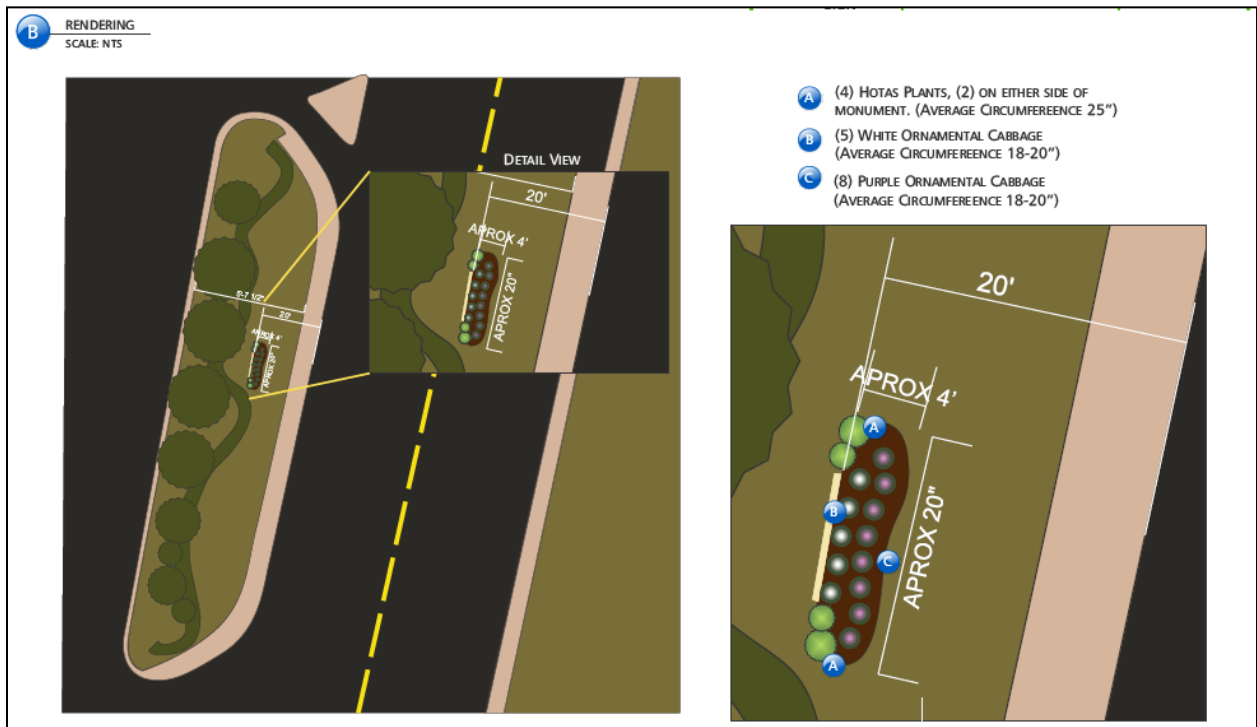 B
RENDERING
SCALE: NTS
A
(4) HOTAS PLANTS, (2) ON EITHER SIDE OF
MONUMENT. (AVERAGE CIRCUMFEREENCE 25")
B
(5) WHITE ORNAMENTAL CABBAGE
(AVERAGE CIRCUMFEREENCE 18-20")
C
(8) PURPLE ORNAMENTAL CABBAGE
(AVERAGE CIRCUMFEREENCE 18-20")
DETAIL VIEW
20'
APROX 4'
APROX 20"
20'
APROX 4'
APROX 20"
20'
APROX 4'
A
B
C
APROX 20"
A